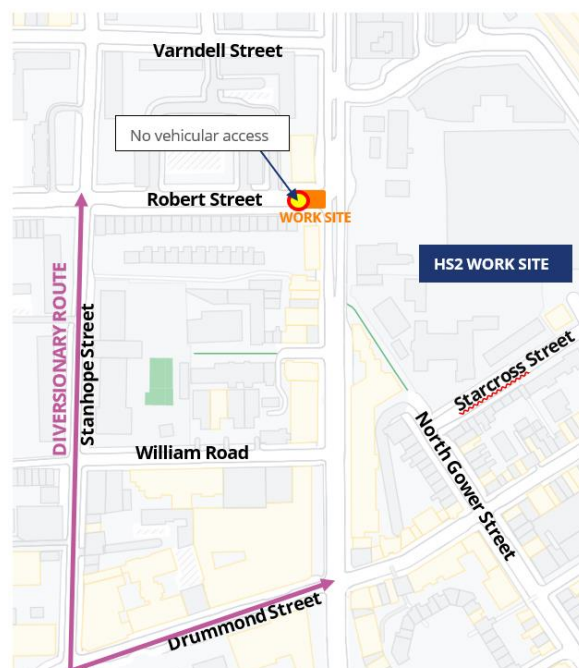 Varndell Street
No vehicular access
Robert Street
WORK SITE
HS2 WORK SITE
DIVERSIONARY ROUTE
Stanhope Street
Starcross Street
William Road
North Gower Street
Drummond Street